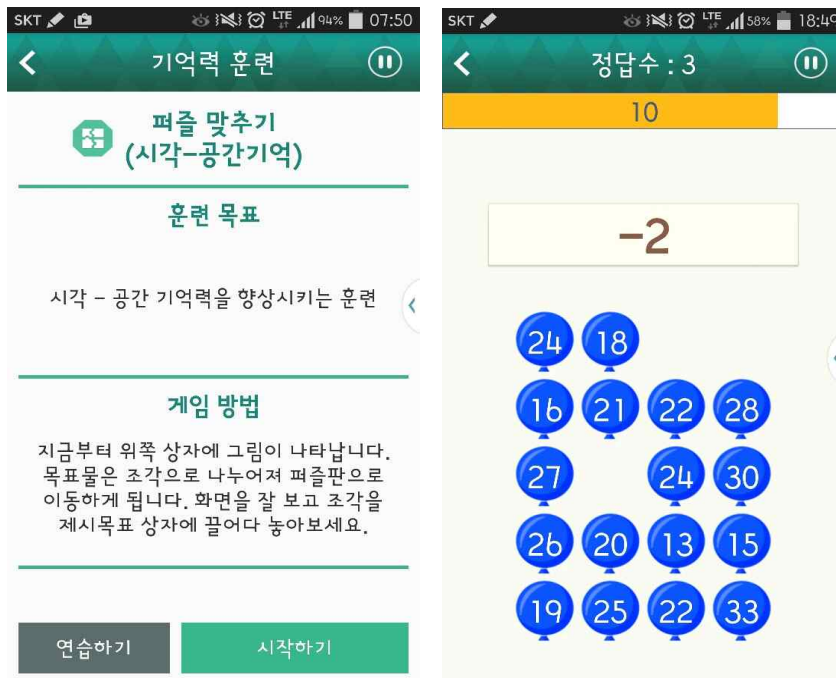 SKT LTE 94% 07:50
기억력 훈련
퍼즐 맞추기
(시각-공간기억)
훈련 목표
시각 - 공간 기억력을 향상시키는 훈련
게임 방법
지금부터 위쪽 상자에 그림이 나타납니다.
목표물은 조각으로 나누어져 퍼즐판으로
이동하게 됩니다. 화면을 잘 보고 조각을
제시목표 상자에 끌어다 놓아보세요.
연습하기 시작하기
SKT LTE 58% 18:49
정답수 : 3
10
-2
24 18
16 21 22 28
27 24 30
26 20 13 15
19 25 22 33